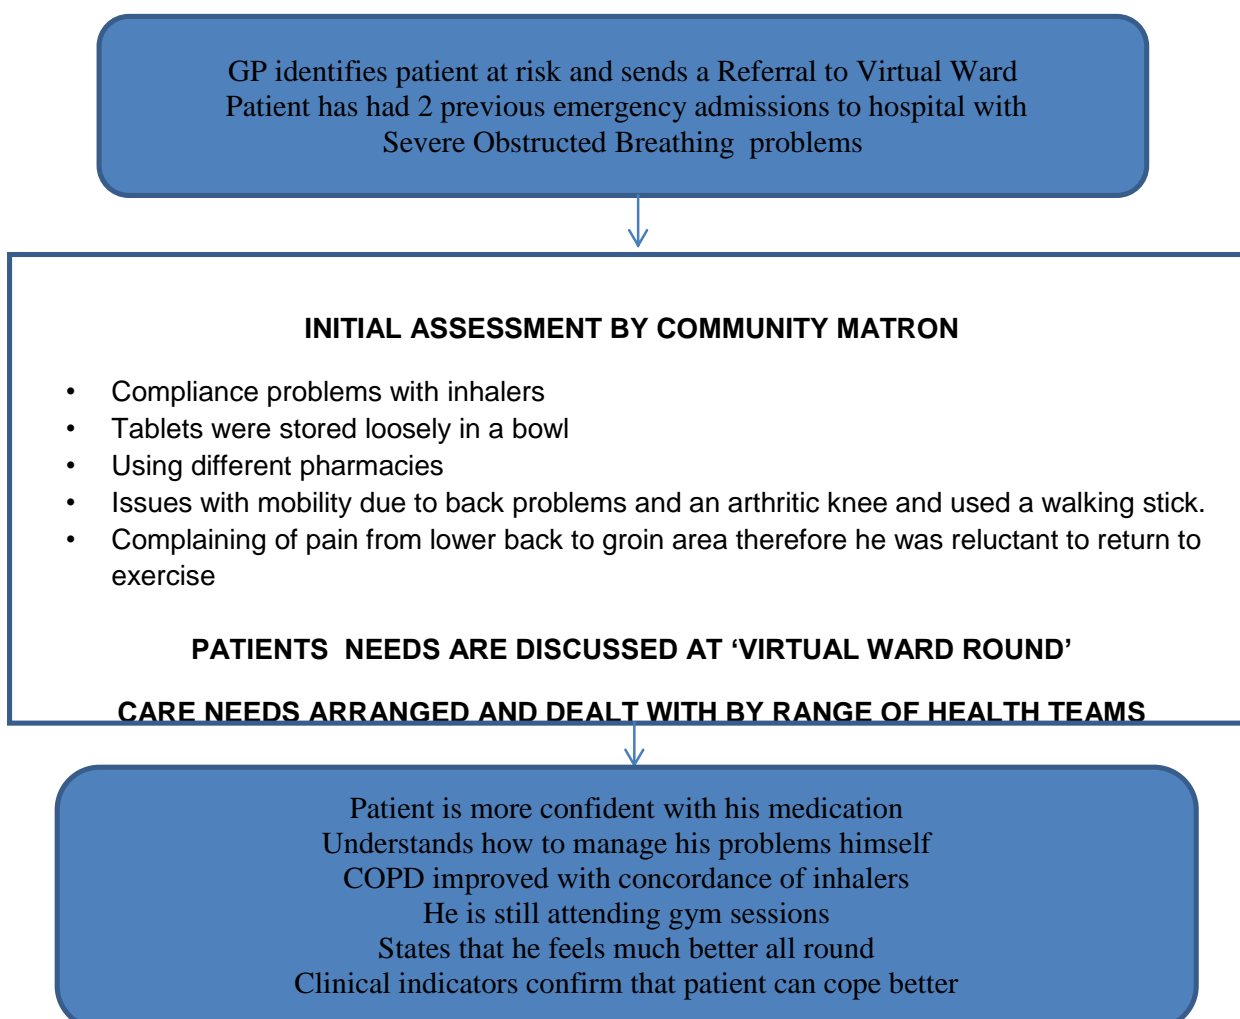 GP identifies patient at risk and sends a Referral to Virtual Ward
Patient has had 2 previous emergency admissions to hospital with
Severe Obstructed Breathing problems
INITIAL ASSESSMENT BY COMMUNITY MATRON
• Compliance problems with inhalers
• Tablets were stored loosely in a bowl
• Using different pharmacies
• Issues with mobility due to back problems and an arthritic knee and used a walking stick.
• Complaining of pain from lower back to groin area therefore he was reluctant to return to
exercise
PATIENTS NEEDS ARE DISCUSSED AT ‘VIRTUAL WARD ROUND’
CARE NEEDS ARRANGED AND DEALT WITH BY RANGE OF HEALTH TEAMS
Patient is more confident with his medication
Understands how to manage his problems himself
COPD improved with concordance of inhalers
He is still attending gym sessions
States that he feels much better all round
Clinical indicators confirm that patient can cope better